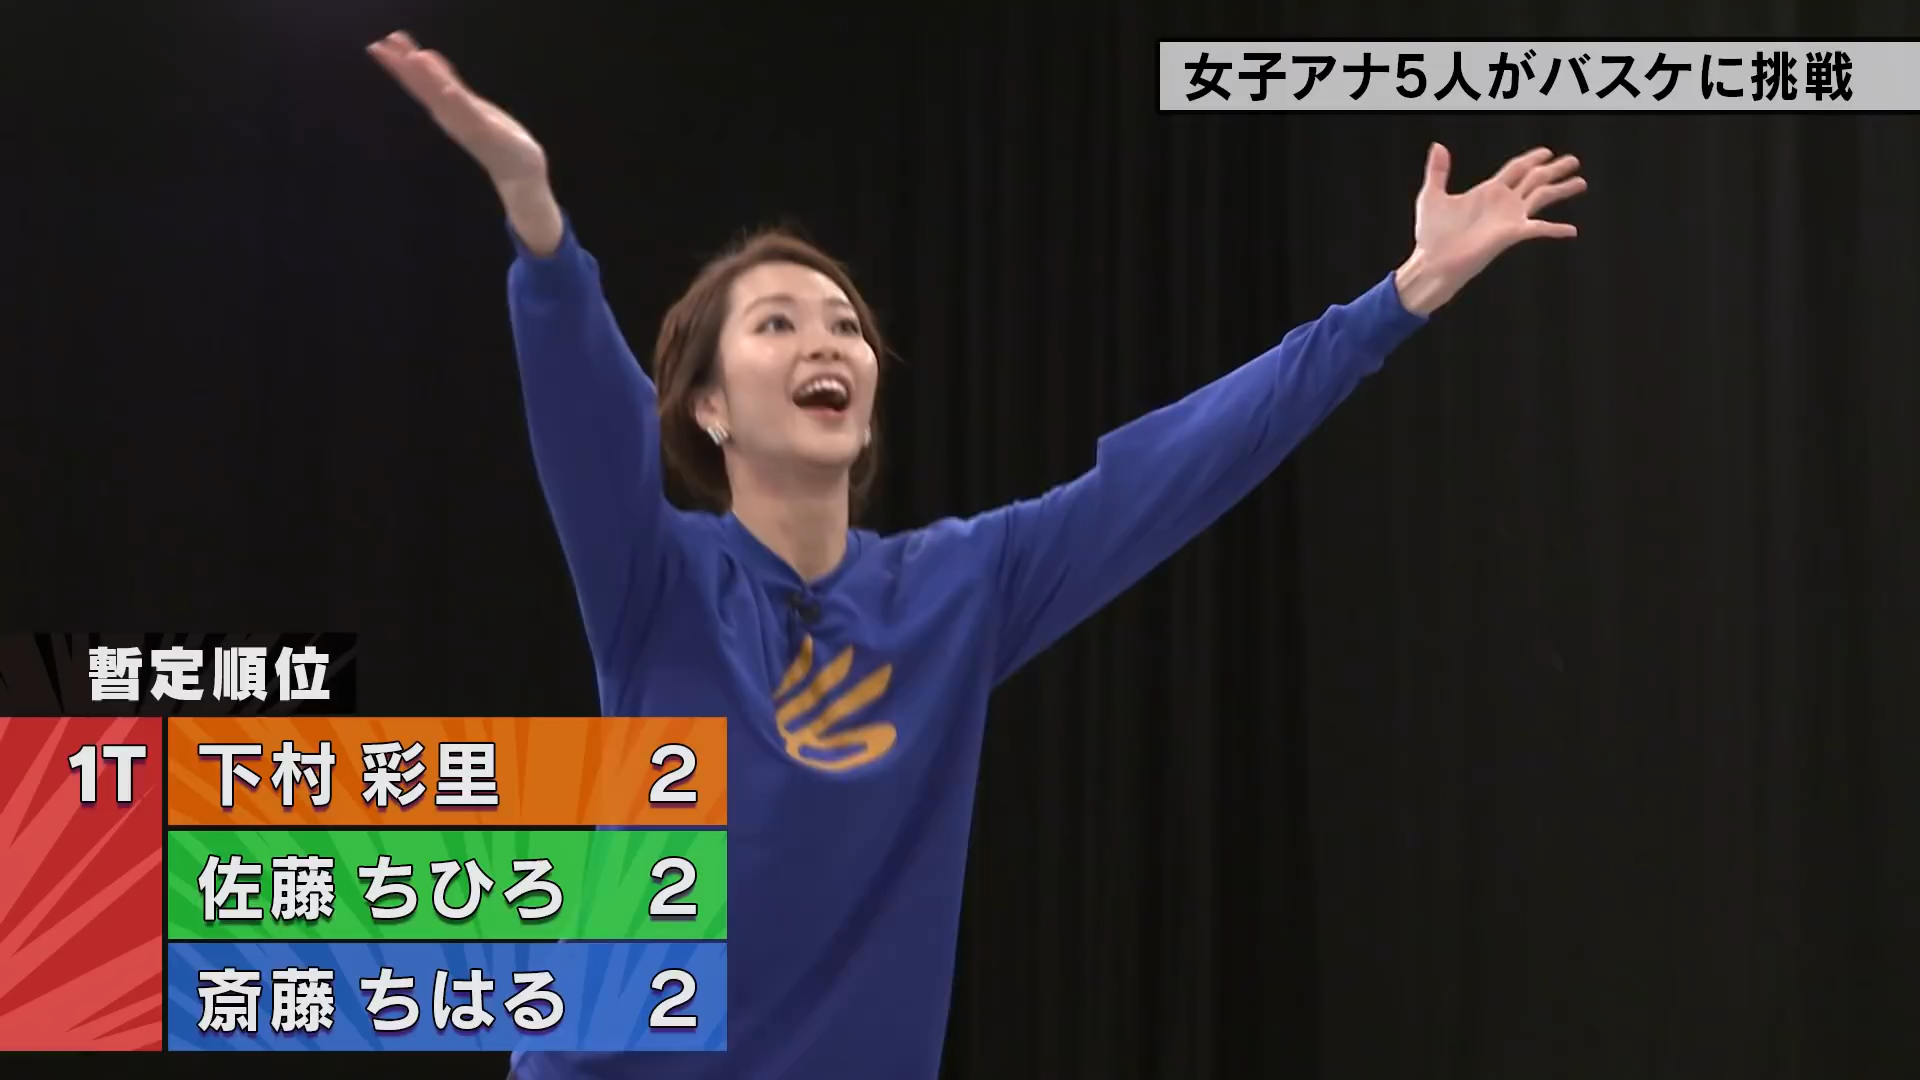 女子アナ5人がバスケに挑戦
暫定順位
1T 下村 彩里 2
佐藤 ちひろ 2
斎藤 ちはる 2